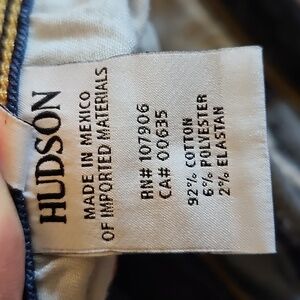 HUDSON
MADE IN MEXICO
OF IMPORTED MATERIALS
RN# 107906
CA# 00635
92% COTTON
6% POLYESTER
2% ELASTAN